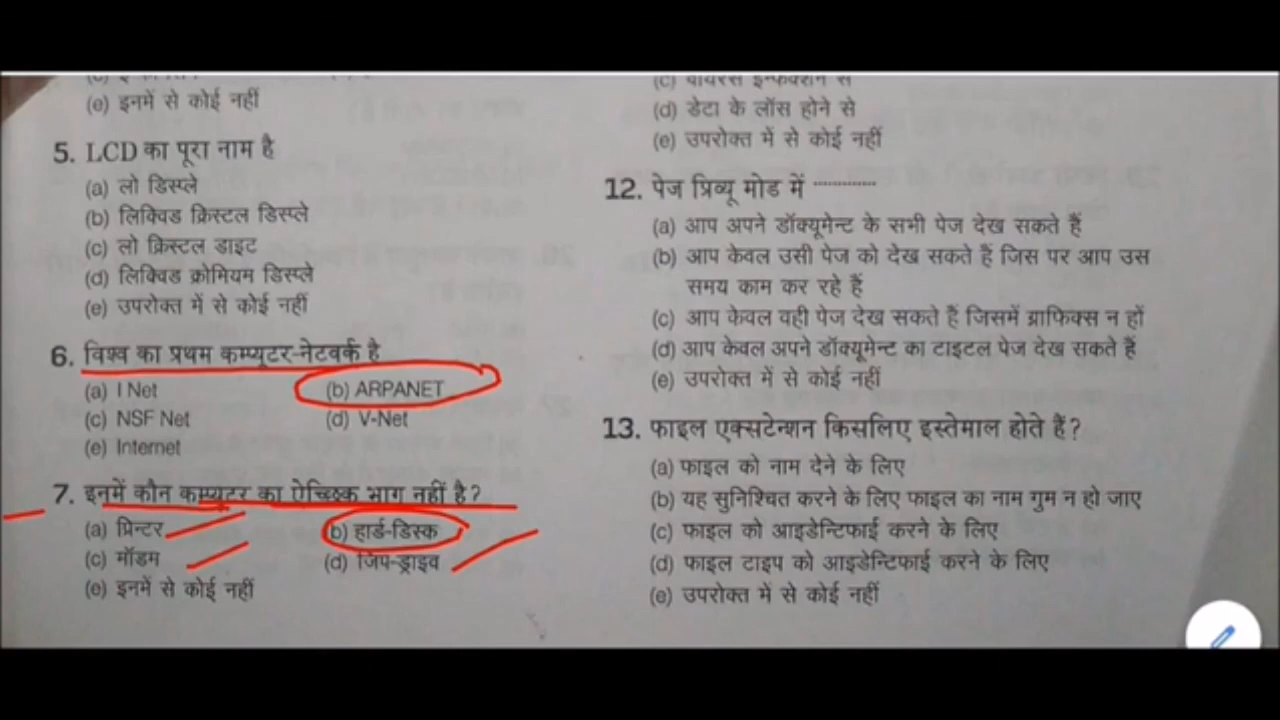 (e) इनमें से कोई नहीं
5. LCD का पूरा नाम है
(a) लो डिस्प्ले
(b) लिक्विड क्रिस्टल डिस्प्ले
(c) लो क्रिस्टल डाइट
(d) लिक्विड क्रोमियम डिस्प्ले
(e) उपरोक्त में से कोई नहीं
6. विश्व का प्रथम कम्प्यूटर-नेटवर्क है
(a) I Net (b) ARPANET
(c) NSF Net (d) V-Net
(e) Internet
7. इनमें कौन कम्प्यूटर का ऐच्छिक भाग नहीं है?
(a) प्रिन्टर (b) हार्ड-डिस्क
(c) मॉडम (d) जिप-ड्राइव
(e) इनमें से कोई नहीं
(c) वायरस इन्फेक्शन से
(d) डेटा के लॉस होने से
(e) उपरोक्त में से कोई नहीं
12. पेज प्रिव्यू मोड में ............
(a) आप अपने डॉक्यूमेन्ट के सभी पेज देख सकते हैं
(b) आप केवल उसी पेज को देख सकते हैं जिस पर आप उस
समय काम कर रहे हैं
(c) आप केवल वही पेज देख सकते हैं जिसमें ग्राफिक्स न हों
(d) आप केवल अपने डॉक्यूमेन्ट का टाइटल पेज देख सकते हैं
(e) उपरोक्त में से कोई नहीं
13. फाइल एक्सटेन्शन किसलिए इस्तेमाल होते हैं?
(a) फाइल को नाम देने के लिए
(b) यह सुनिश्चित करने के लिए फाइल का नाम गुम न हो जाए
(c) फाइल को आइडेन्टिफाई करने के लिए
(d) फाइल टाइप को आइडेन्टिफाई करने के लिए
(e) उपरोक्त में से कोई नहीं